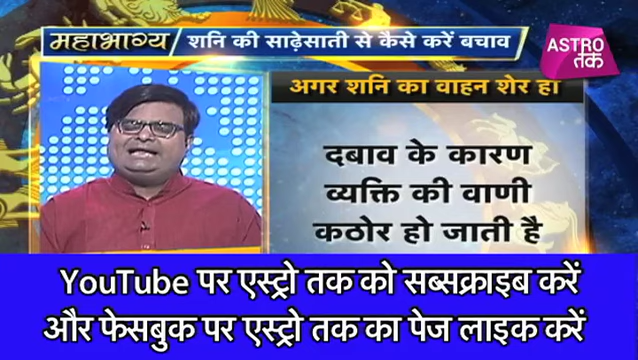 महाभाग्य शनि की साढ़ेसाती से कैसे करें बचाव
ASTRO
तक
अगर शनि का वाहन शेर हो
दबाव के कारण
व्यक्ति की वाणी
कठोर हो जाती है
YouTube पर एस्ट्रो तक को सब्सक्राइब करें
और फेसबुक पर एस्ट्रो तक का पेज लाइक करें